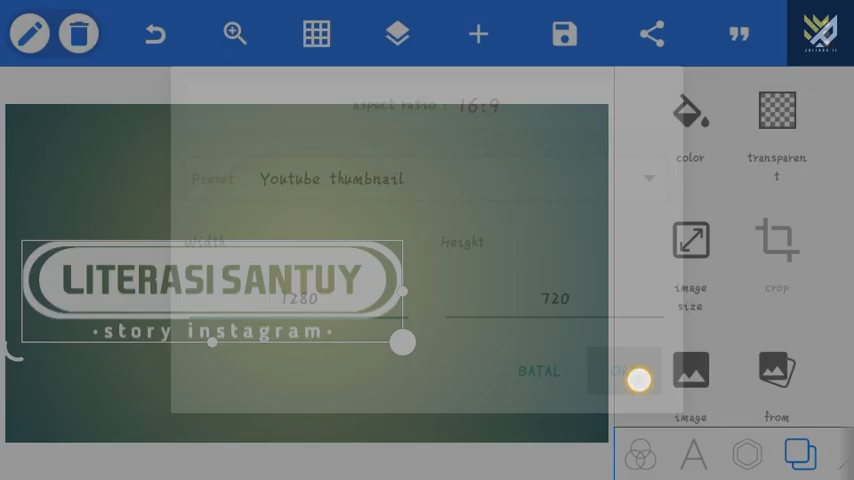 aspect ratio : 16:9
Preset Youtube thumbnail
Width Height
1280 720
BATAL
LITERASI SANTUY
·story instagram·
color
transparen
t
image
size
crop
image
from